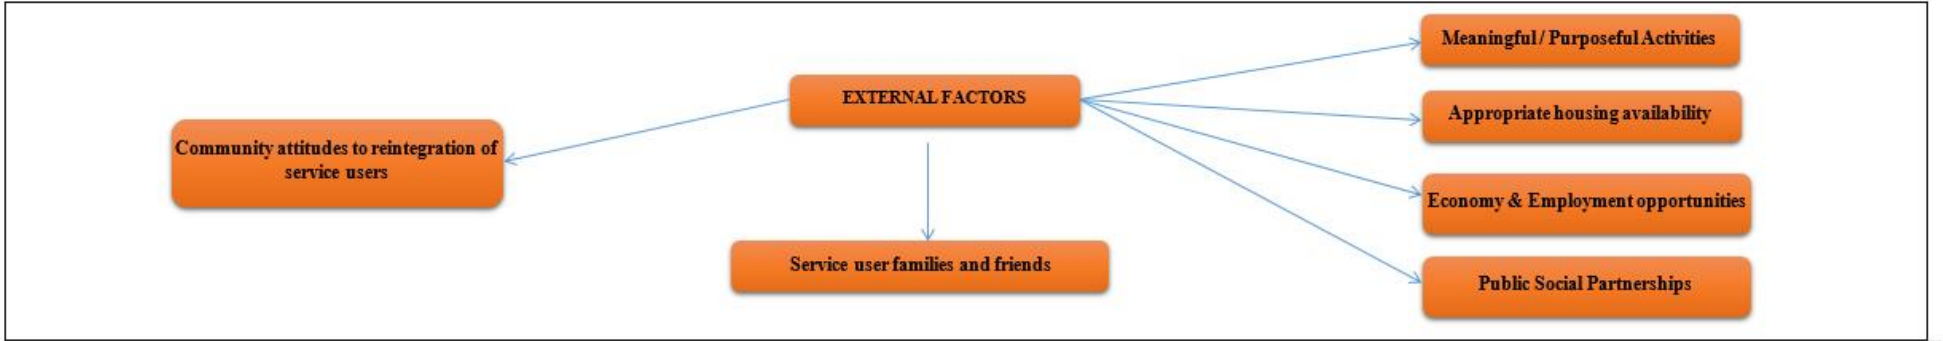 EXTERNAL FACTORS
Community attitudes to reintegration of
service users
Service user families and friends
Meaningful / Purposeful Activities
Appropriate housing availability
Economy & Employment opportunities
Public Social Partnerships